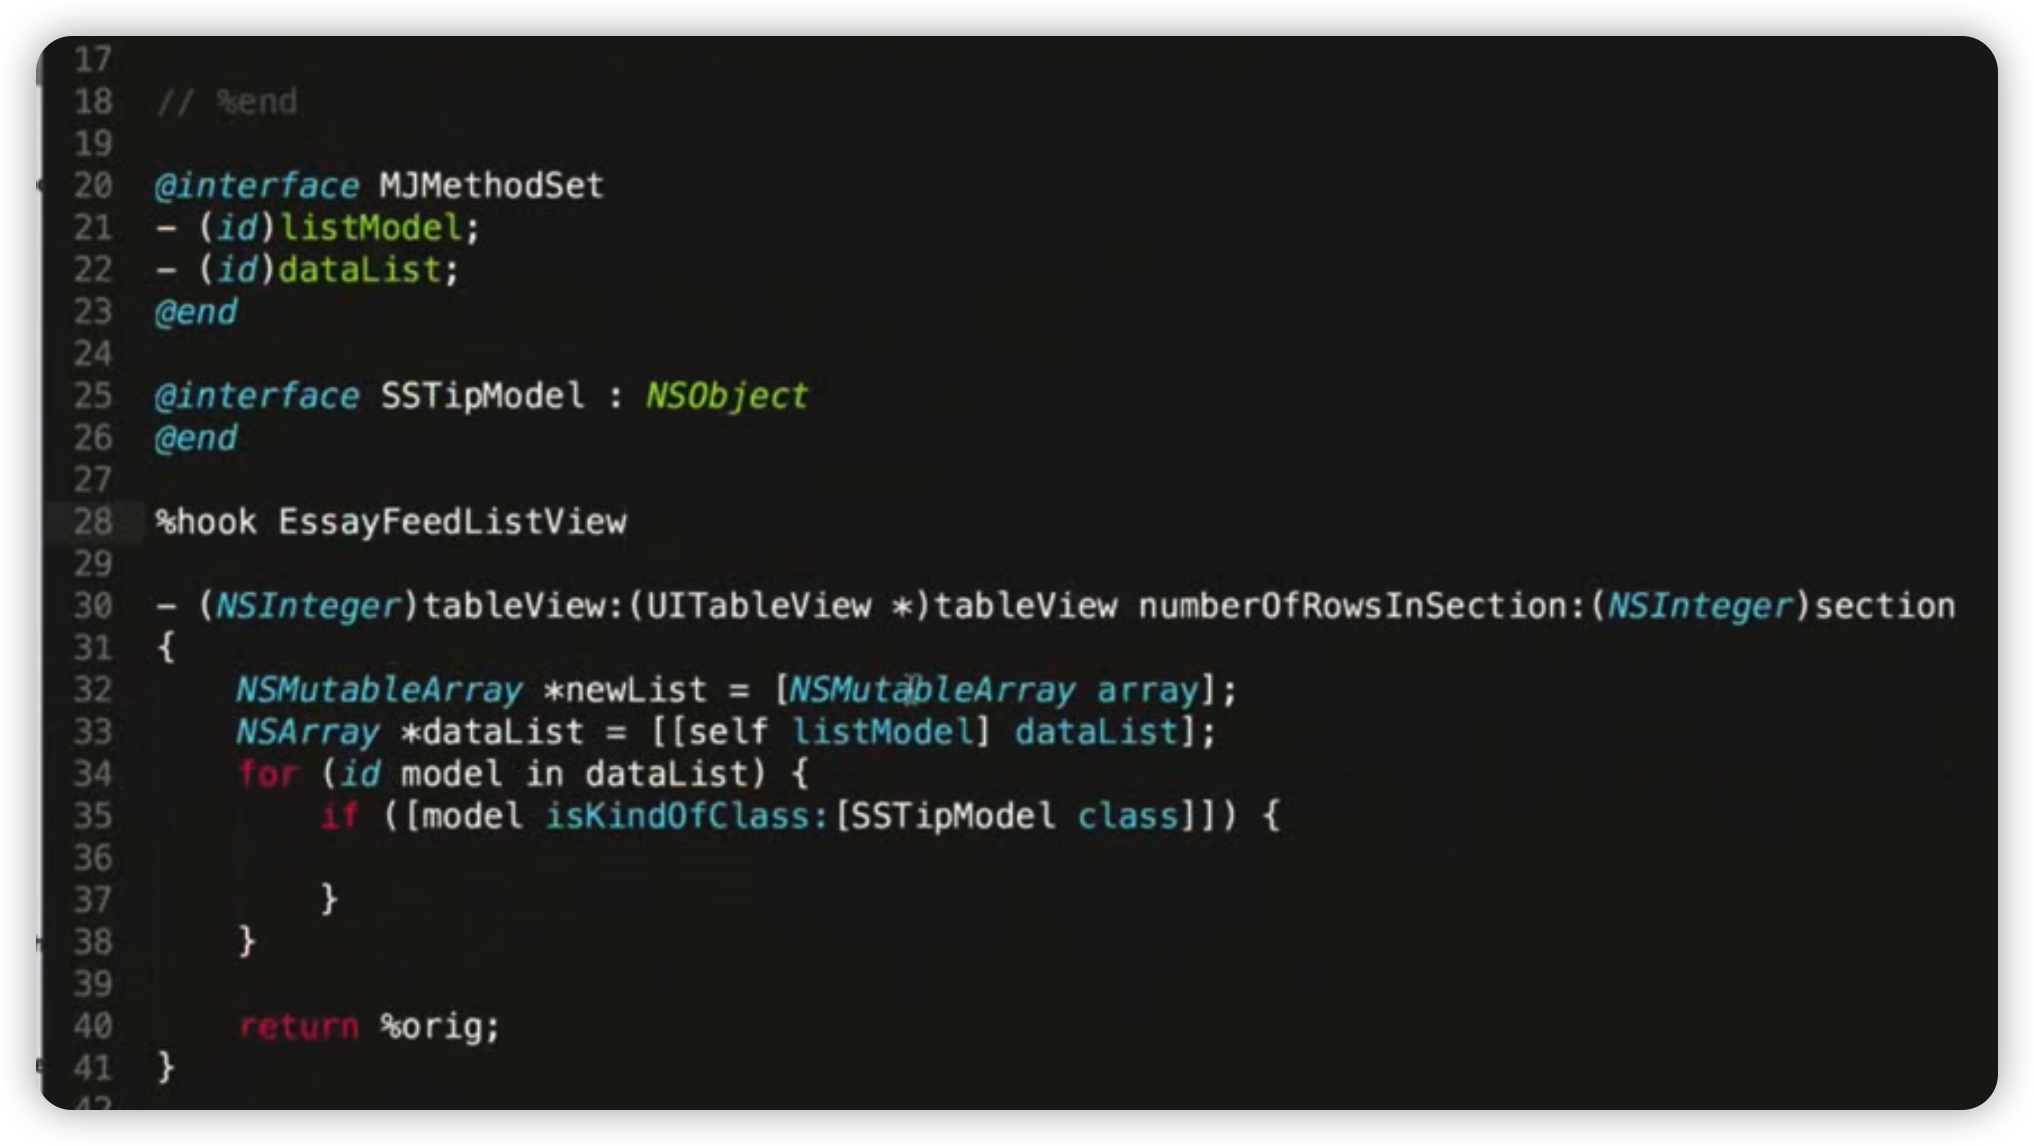 17
18 // %end
19
20 @interface MJMethodSet
21 - (id)listModel;
22 - (id)dataList;
23 @end
24
25 @interface SSTipModel : NSObject
26 @end
27
28 %hook EssayFeedListView
29
30 - (NSInteger)tableView:(UITableView *)tableView numberOfRowsInSection:(NSInteger)section
31 {
32     NSMutableArray *newList = [NSMutableArray array];
33     NSArray *dataList = [[self listModel] dataList];
34     for (id model in dataList) {
35         if ([model isKindOfClass:[SSTipModel class]]) {
36
37         }
38     }
39
40     return %orig;
41 }
42